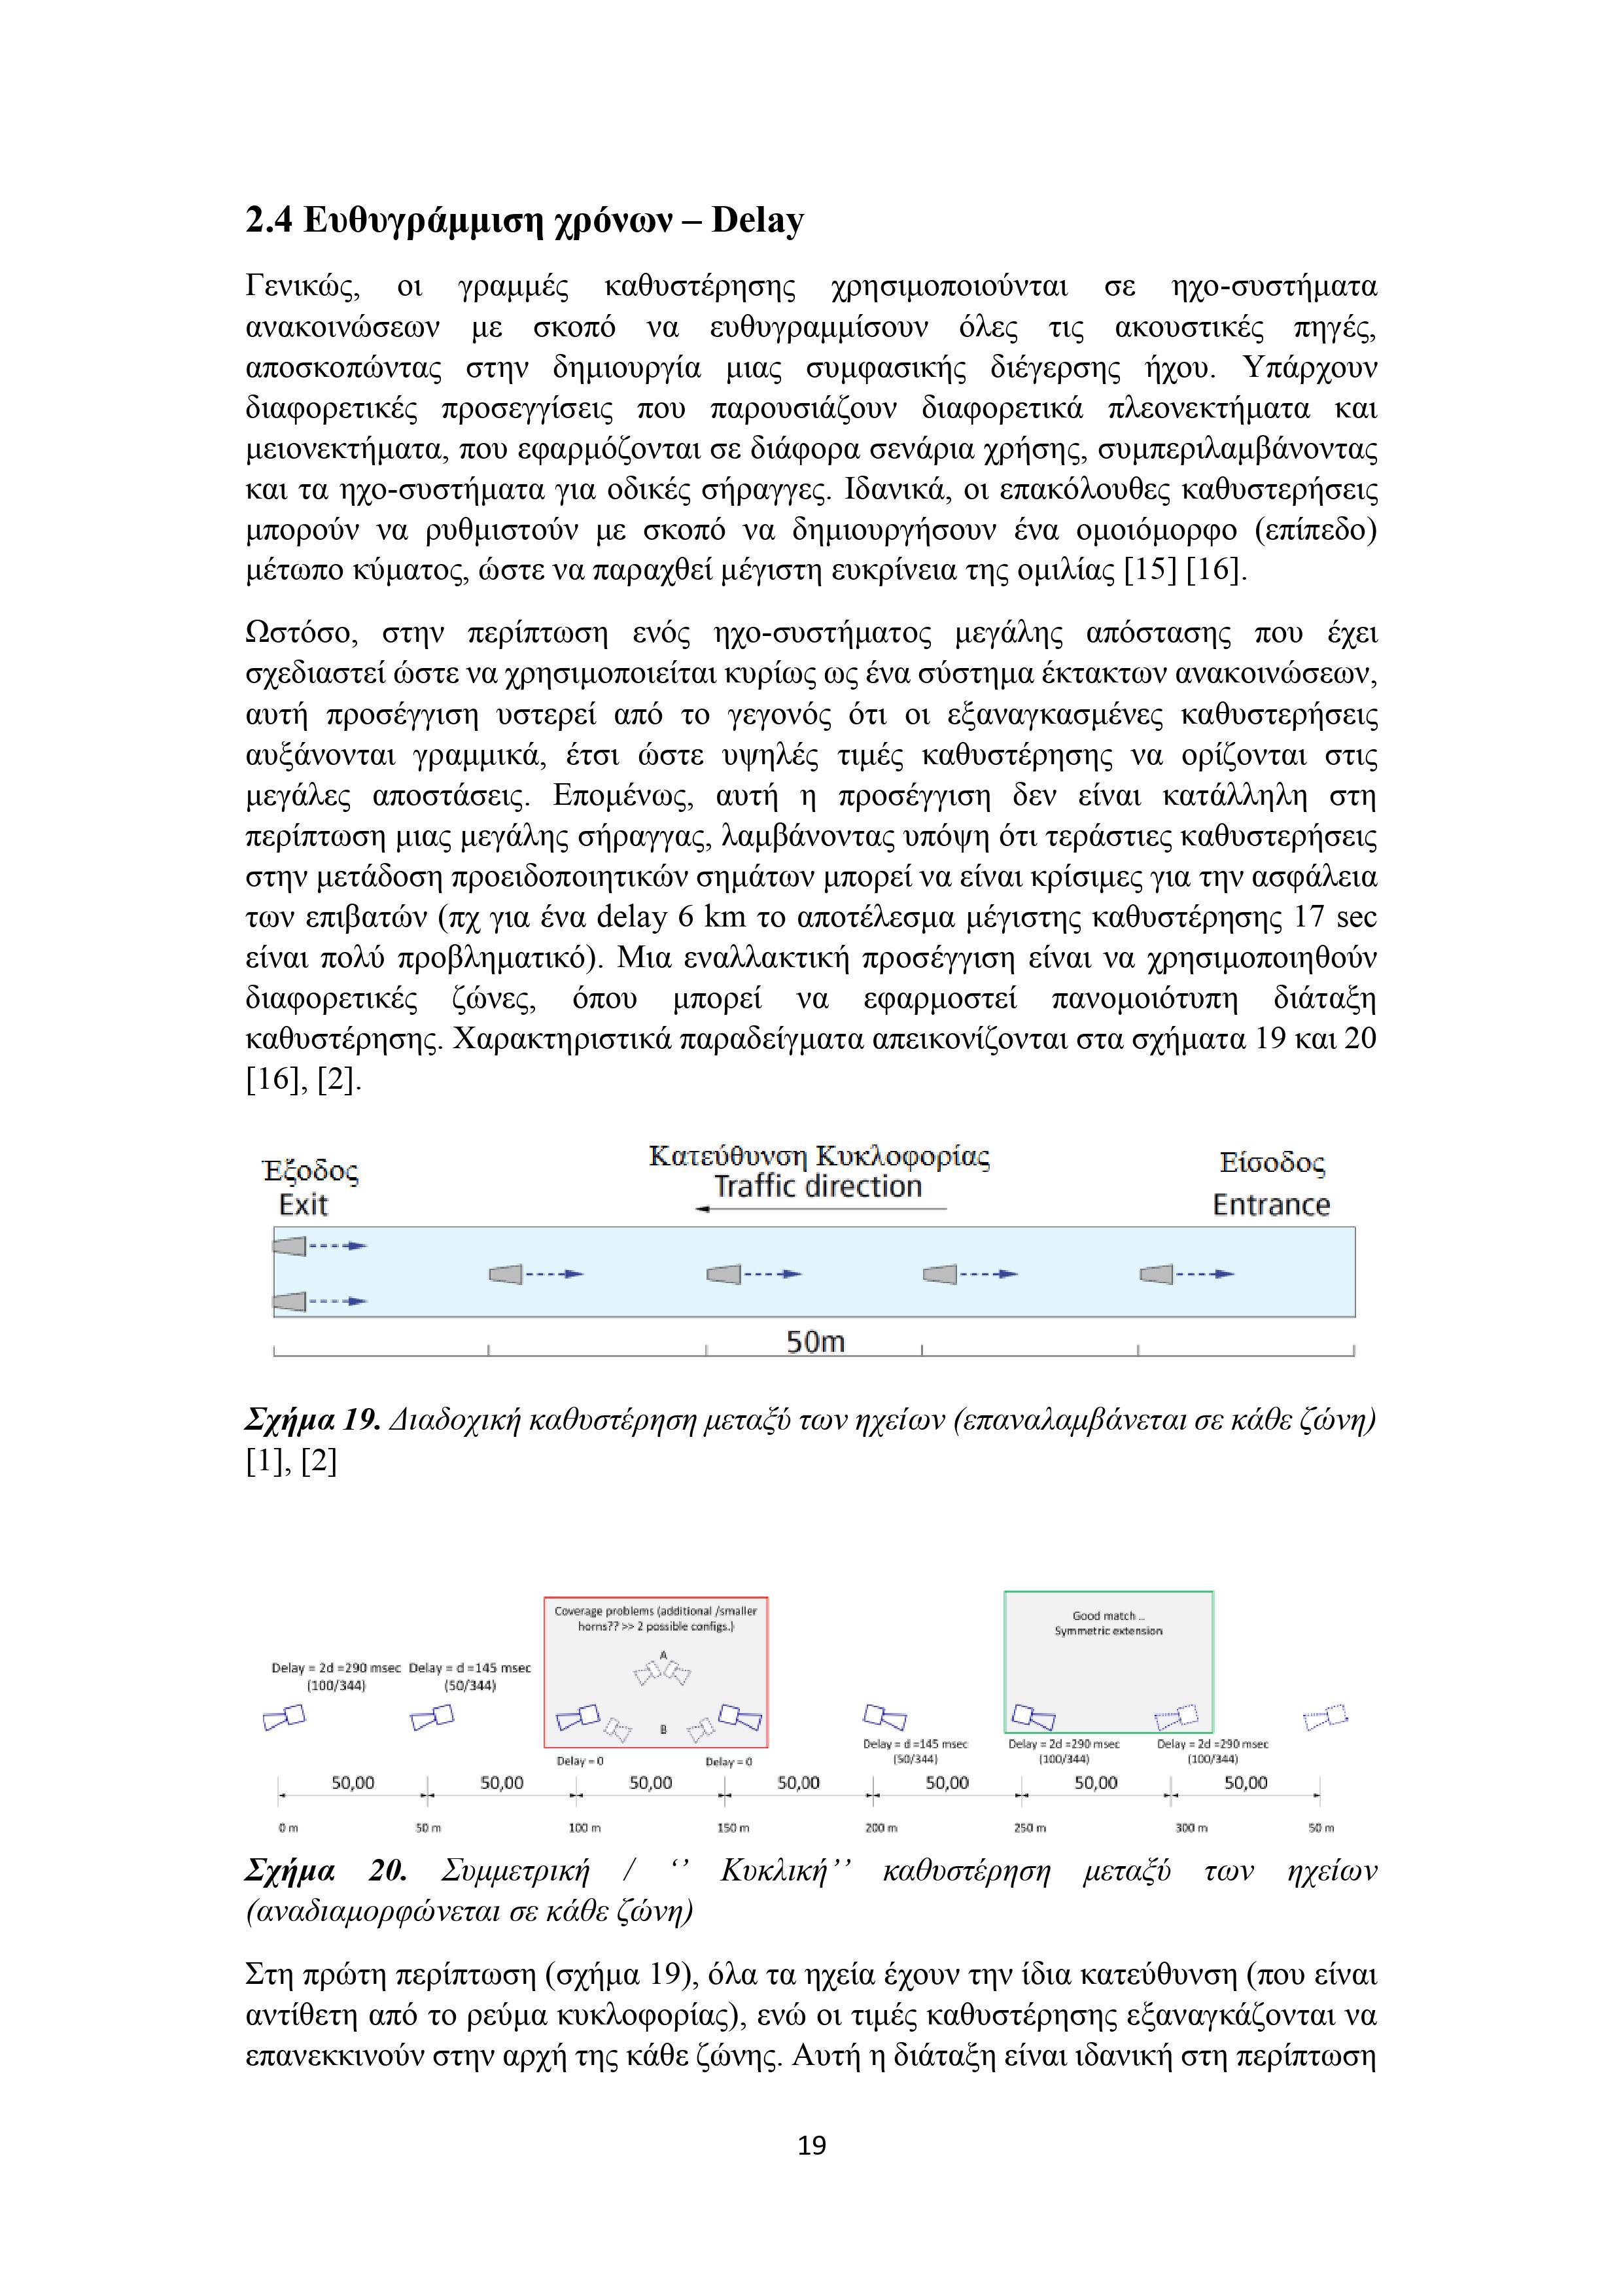 2.4 Ευθυγράμμιση χρόνων – Delay
Γενικώς, οι γραμμές καθυστέρησης χρησιμοποιούνται σε ηχο-συστήματα
ανακοινώσεων με σκοπό να ευθυγραμμίσουν όλες τις ακουστικές πηγές,
αποσκοπώντας στην δημιουργία μιας συμφασικής διέγερσης ήχου. Υπάρχουν
διαφορετικές προσεγγίσεις που παρουσιάζουν διαφορετικά πλεονεκτήματα και
μειονεκτήματα, που εφαρμόζονται σε διάφορα σενάρια χρήσης, συμπεριλαμβάνοντας
και τα ηχο-συστήματα για οδικές σήραγγες. Ιδανικά, οι επακόλουθες καθυστερήσεις
μπορούν να ρυθμιστούν με σκοπό να δημιουργήσουν ένα ομοιόμορφο (επίπεδο)
μέτωπο κύματος, ώστε να παραχθεί μέγιστη ευκρίνεια της ομιλίας [15] [16].
Ωστόσο, στην περίπτωση ενός ηχο-συστήματος μεγάλης απόστασης που έχει
σχεδιαστεί ώστε να χρησιμοποιείται κυρίως ως ένα σύστημα έκτακτων ανακοινώσεων,
αυτή προσέγγιση υστερεί από το γεγονός ότι οι εξαναγκασμένες καθυστερήσεις
αυξάνονται γραμμικά, έτσι ώστε υψηλές τιμές καθυστέρησης να ορίζονται στις
μεγάλες αποστάσεις. Επομένως, αυτή η προσέγγιση δεν είναι κατάλληλη στη
περίπτωση μιας μεγάλης σήραγγας, λαμβάνοντας υπόψη ότι τεράστιες καθυστερήσεις
στην μετάδοση προειδοποιητικών σημάτων μπορεί να είναι κρίσιμες για την ασφάλεια
των επιβατών (πχ για ένα delay 6 km το αποτέλεσμα μέγιστης καθυστέρησης 17 sec
είναι πολύ προβληματικό). Μια εναλλακτική προσέγγιση είναι να χρησιμοποιηθούν
διαφορετικές ζώνες, όπου μπορεί να εφαρμοστεί πανομοιότυπη διάταξη
καθυστέρησης. Χαρακτηριστικά παραδείγματα απεικονίζονται στα σχήματα 19 και 20
[16], [2].
Έξοδος Κατεύθυνση Κυκλοφορίας Είσοδος
Exit Traffic direction Entrance
50m
Σχήμα 19. Διαδοχική καθυστέρηση μεταξύ των ηχείων (επαναλαμβάνεται σε κάθε ζώνη)
[1], [2]
Coverage problems (additional /smaller
horns?? >> 2 possible configs.)
Good match ...
Symmetric extension
A
Delay = 2d =290 msec Delay = d =145 msec
(100/344) (50/344)
B
Delay = d =145 msec Delay = 2d =290 msec Delay = 2d =290 msec
(50/344) (100/344) (100/344)
Delay = 0 Delay = 0
50,00 50,00 50,00 50,00 50,00 50,00 50,00
0 m 50 m 100 m 150 m 200 m 250 m 300 m 50 m
Σχήμα 20. Συμμετρική / ‘’ Κυκλική’’ καθυστέρηση μεταξύ των ηχείων
(αναδιαμορφώνεται σε κάθε ζώνη)
Στη πρώτη περίπτωση (σχήμα 19), όλα τα ηχεία έχουν την ίδια κατεύθυνση (που είναι
αντίθετη από το ρεύμα κυκλοφορίας), ενώ οι τιμές καθυστέρησης εξαναγκάζονται να
επανεκκινούν στην αρχή της κάθε ζώνης. Αυτή η διάταξη είναι ιδανική στη περίπτωση
19